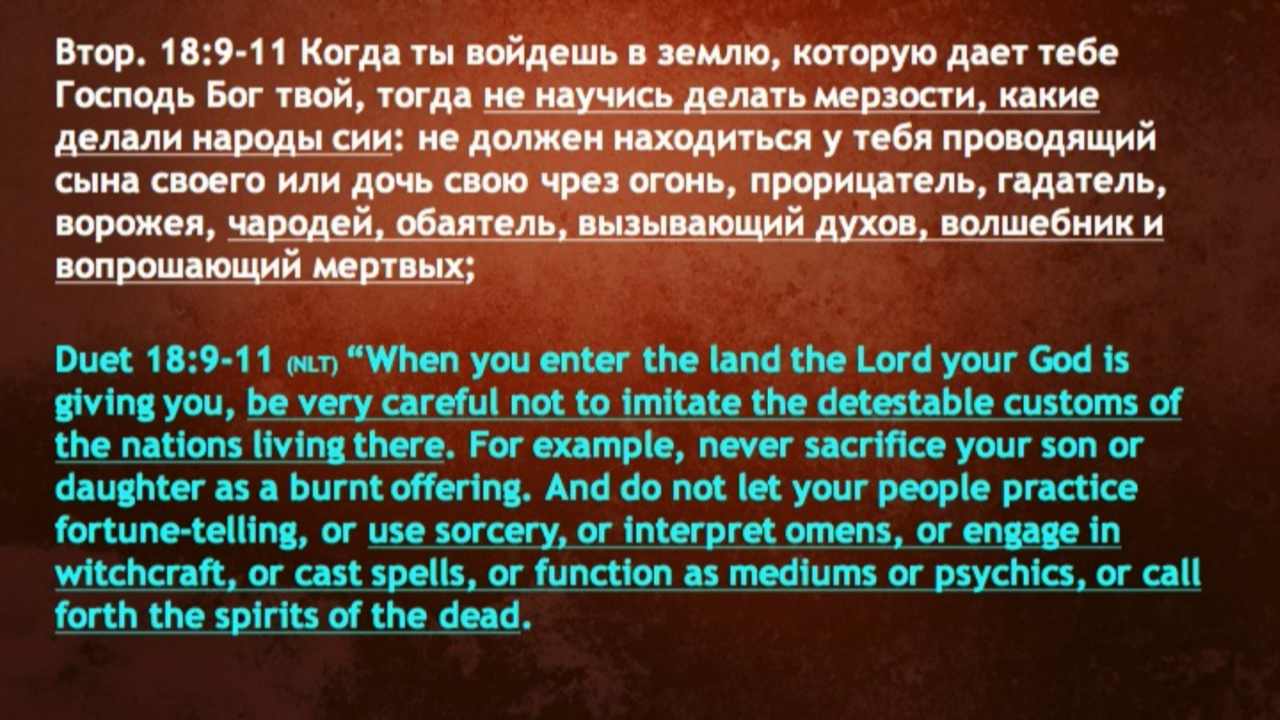 Втор. 18:9-11 Когда ты войдешь в землю, которую дает тебе
Господь Бог твой, тогда не научись делать мерзости, какие
делали народы сии: не должен находиться у тебя проводящий
сына своего или дочь свою чрез огонь, прорицатель, гадатель,
ворожея, чародей, обаятель, вызывающий духов, волшебник и
вопрошающий мертвых;
Duet 18:9-11 (NLT) “When you enter the land the Lord your God is
giving you, be very careful not to imitate the detestable customs of
the nations living there. For example, never sacrifice your son or
daughter as a burnt offering. And do not let your people practice
fortune-telling, or use sorcery, or interpret omens, or engage in
witchcraft, or cast spells, or function as mediums or psychics, or call
forth the spirits of the dead.